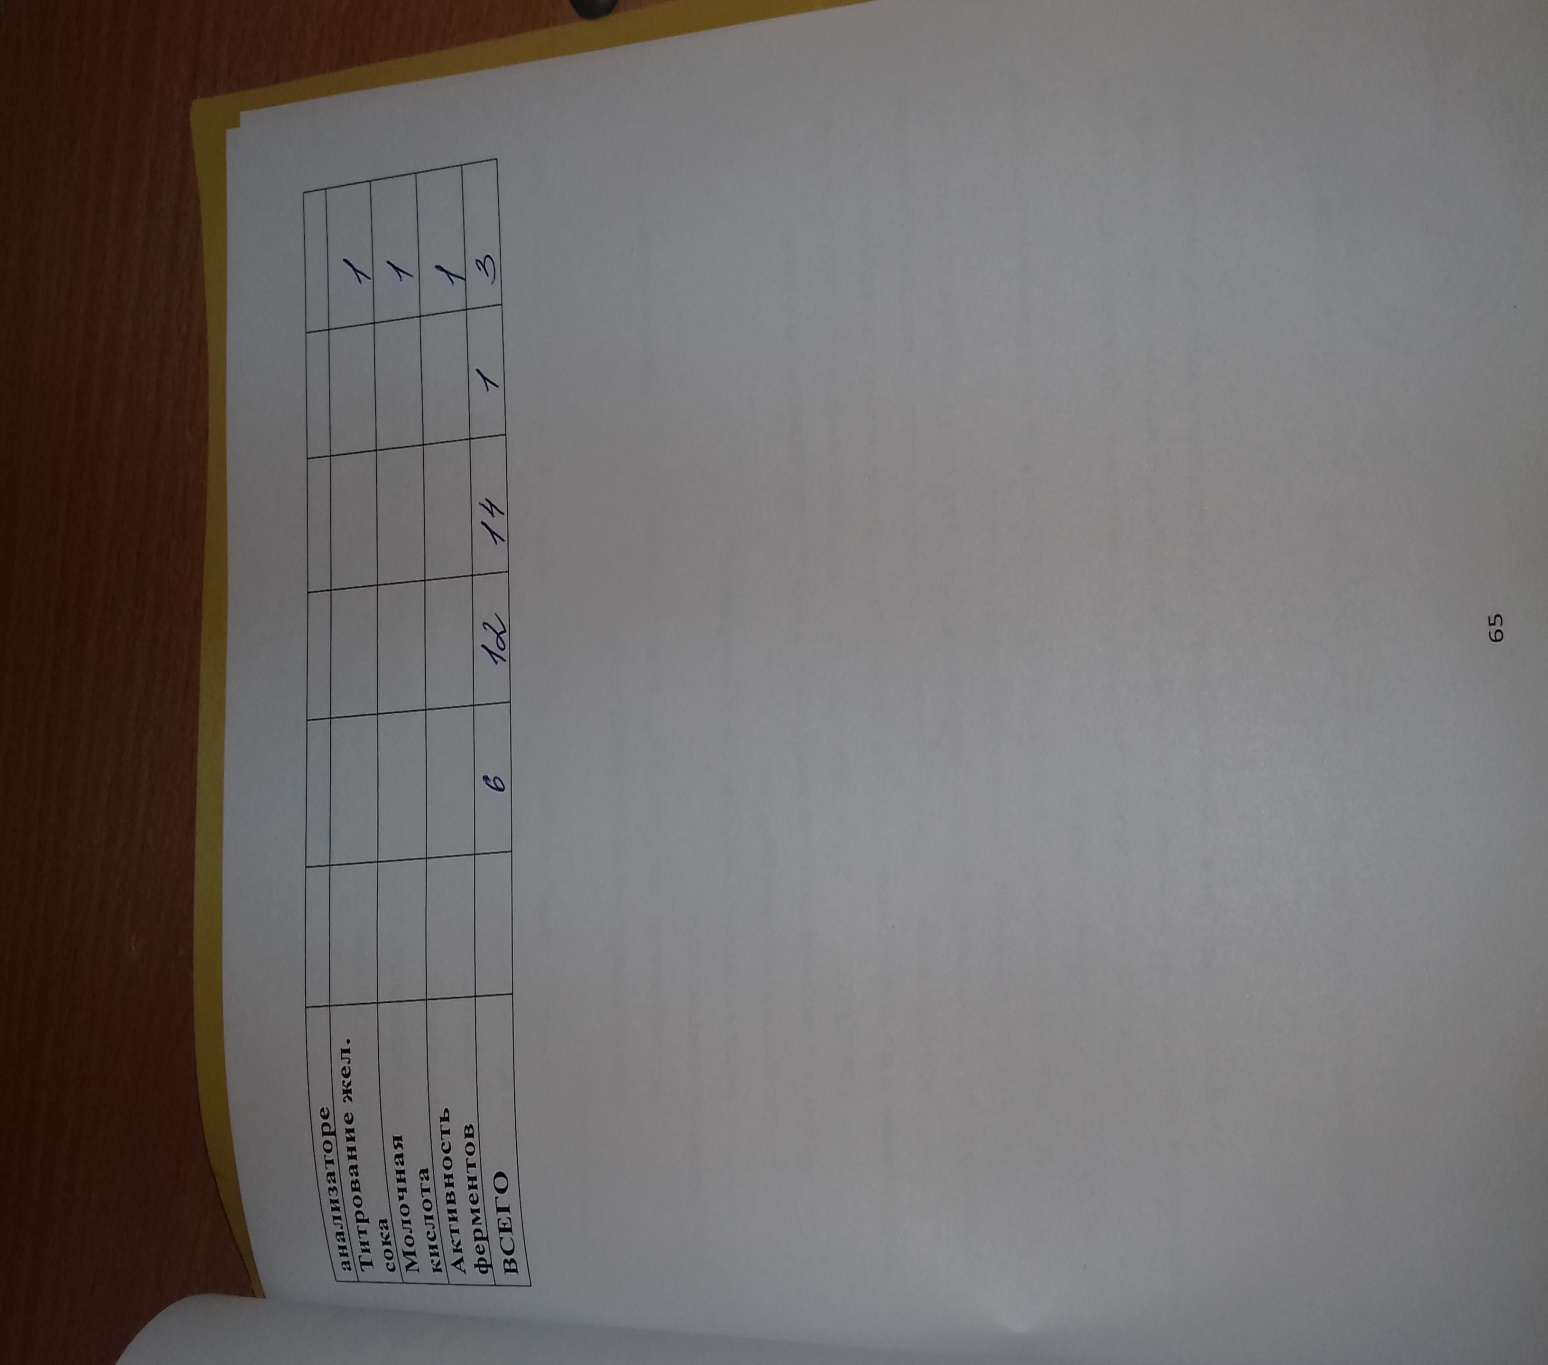 анализаторе
Титрование жел. 1
сока
Молочная 1
кислота
Активность 1
ферментов
ВСЕГО 6 12 14 1 3
65